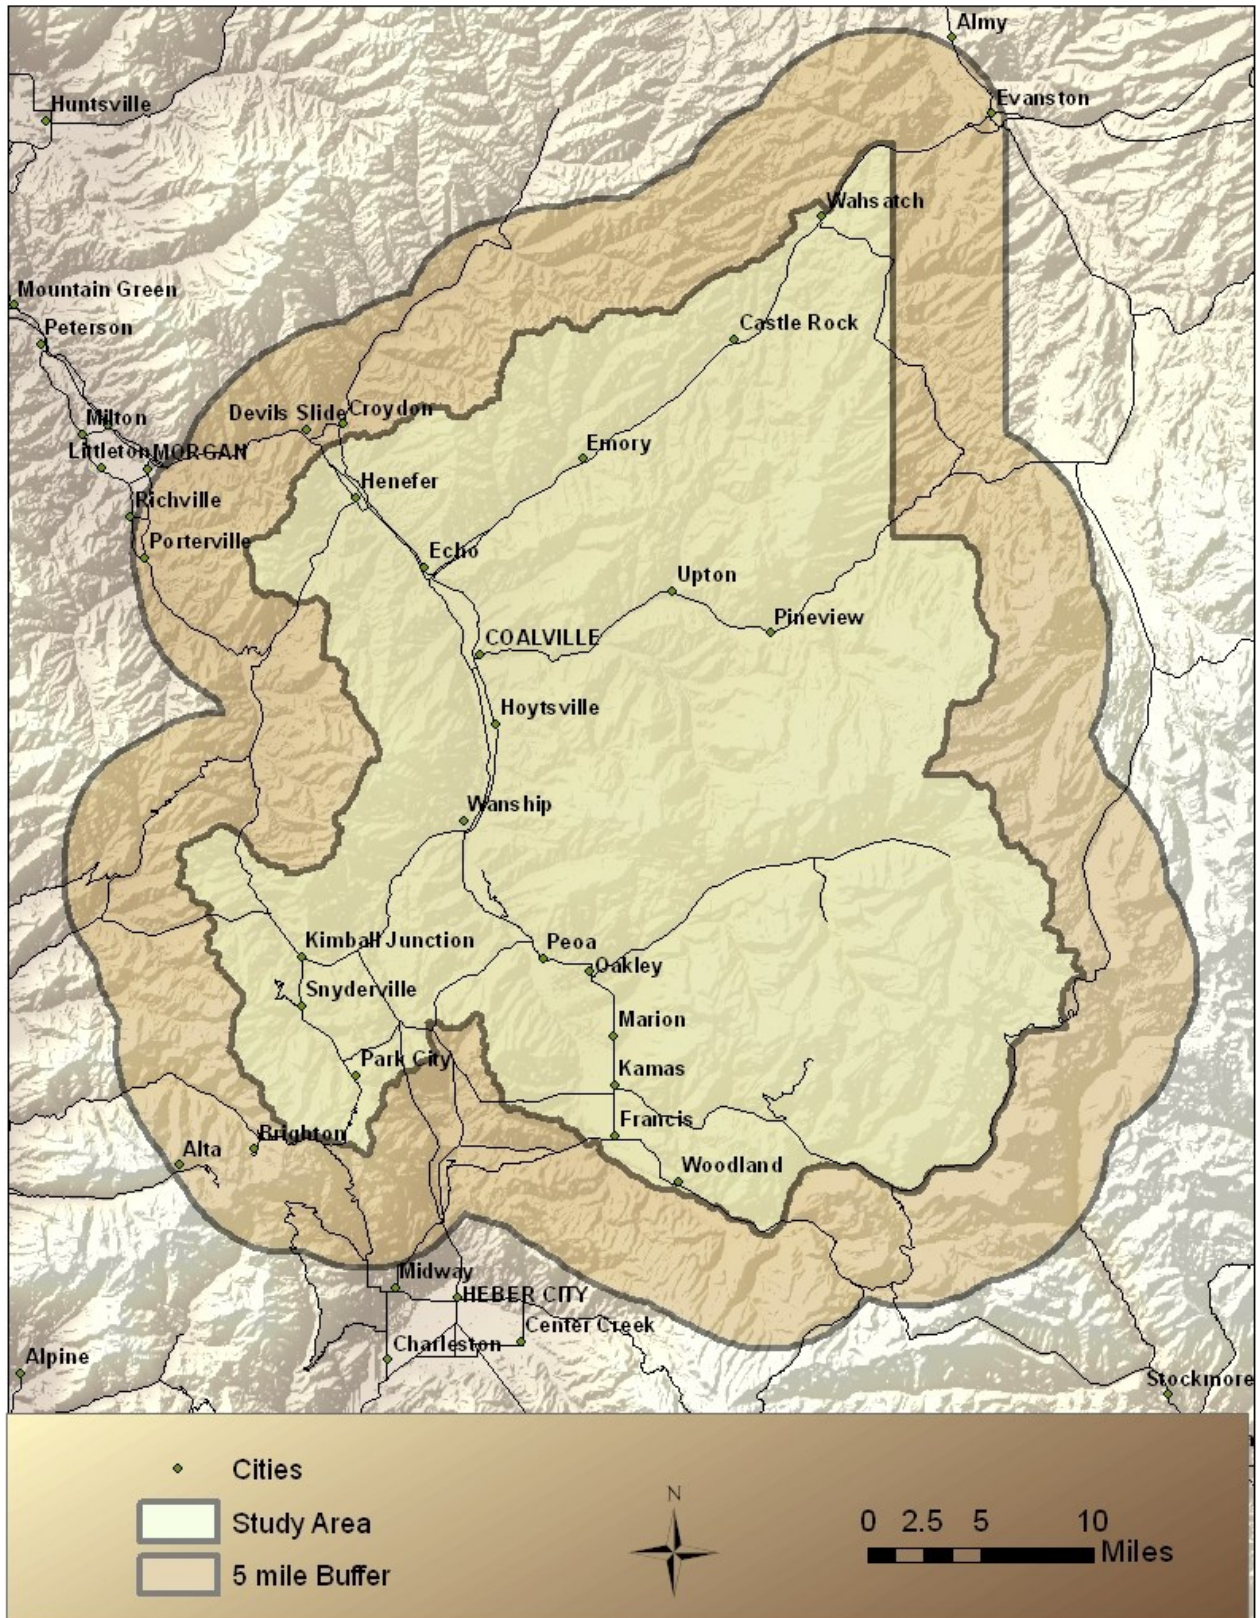 Almy
Huntsville
Evanston
Wahsatch
Mountain Green
Peterson
Castle Rock
Devils Slide
Croydon
Milton
Littleton
MORGAN
Emory
Henefer
Richville
Porterville
Echo
Upton
Pineview
COALVILLE
Hoytsville
Wanship
Kimball Junction
Peoa
Oakley
Snyderville
Marion
Park City
Kamas
Francis
Brighton
Alta
Woodland
Midway
HEBER CITY
Center Creek
Charleston
Alpine
Stockmore
Cities
N
Study Area
0 2.5 5 10
Miles
5 mile Buffer